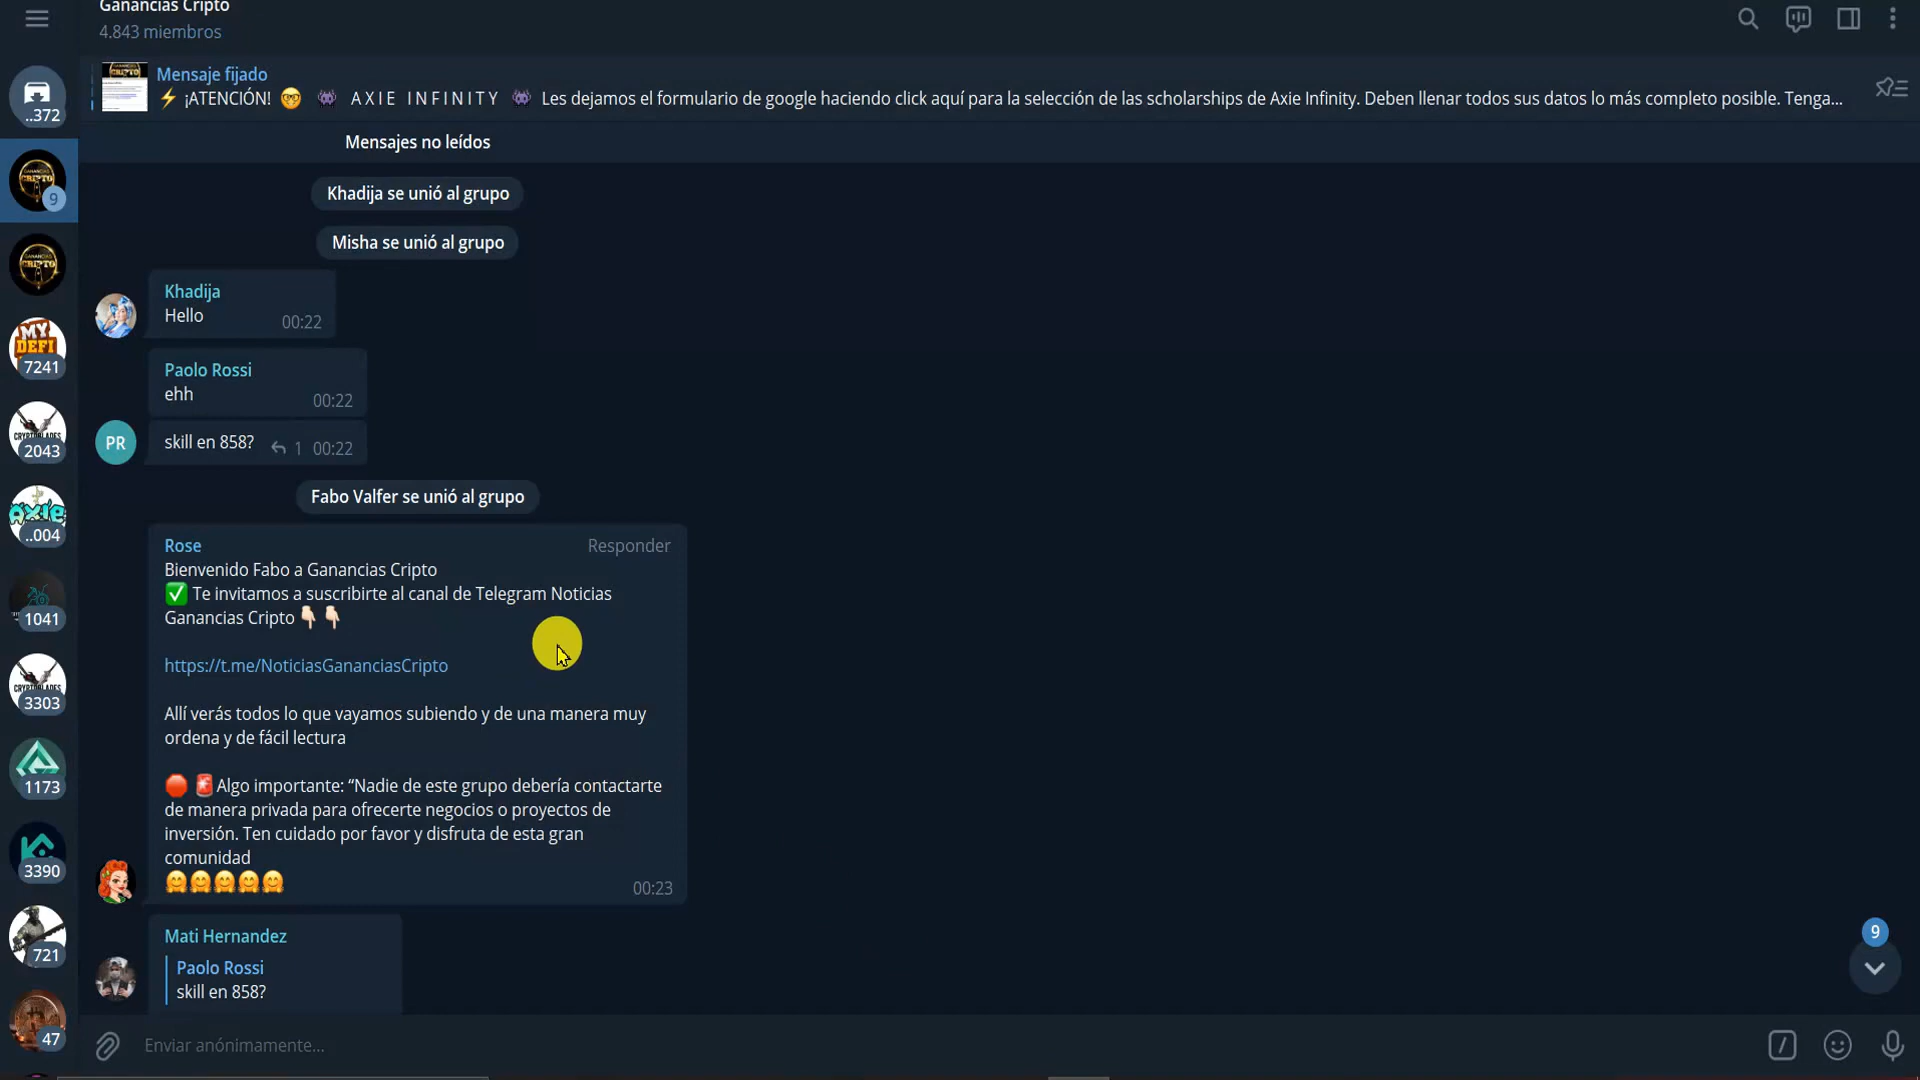 Ganancias Cripto
4.843 miembros
Mensaje fijado
⚡ ¡ATENCIÓN! 🤓 👾 A X I E I N F I N I T Y 👾 Les dejamos el formulario de google haciendo click aquí para la selección de las scholarships de Axie Infinity. Deben llenar todos sus datos lo más completo posible. Tenga...
Mensajes no leídos
Khadija se unió al grupo
Misha se unió al grupo
Khadija
Hello
00:22
Paolo Rossi
ehh
00:22
PR
skill en 858?
1 00:22
Fabo Valfer se unió al grupo
Rose
Responder
Bienvenido Fabo a Ganancias Cripto
✅ Te invitamos a suscribirte al canal de Telegram Noticias
Ganancias Cripto👇🏻👇🏻
https://t.me/NoticiasGananciasCripto
Allí verás todos lo que vayamos subiendo y de una manera muy
ordena y de fácil lectura
🛑 🚨Algo importante: “Nadie de este grupo debería contactarte
de manera privada para ofrecerte negocios o proyectos de
inversión. Ten cuidado por favor y disfruta de esta gran
comunidad
🤗🤗🤗🤗🤗
00:23
Mati Hernandez
Paolo Rossi
skill en 858?
9
Enviar anónimamente...
..372
GANANCIAS
CRIPTO
9
GANANCIAS
CRIPTO
MY
DEFI
7241
CRYPTOBLADES
2043
AXIE
..004
1041
CRYPTOBLADES
3303
1173
3390
721
47